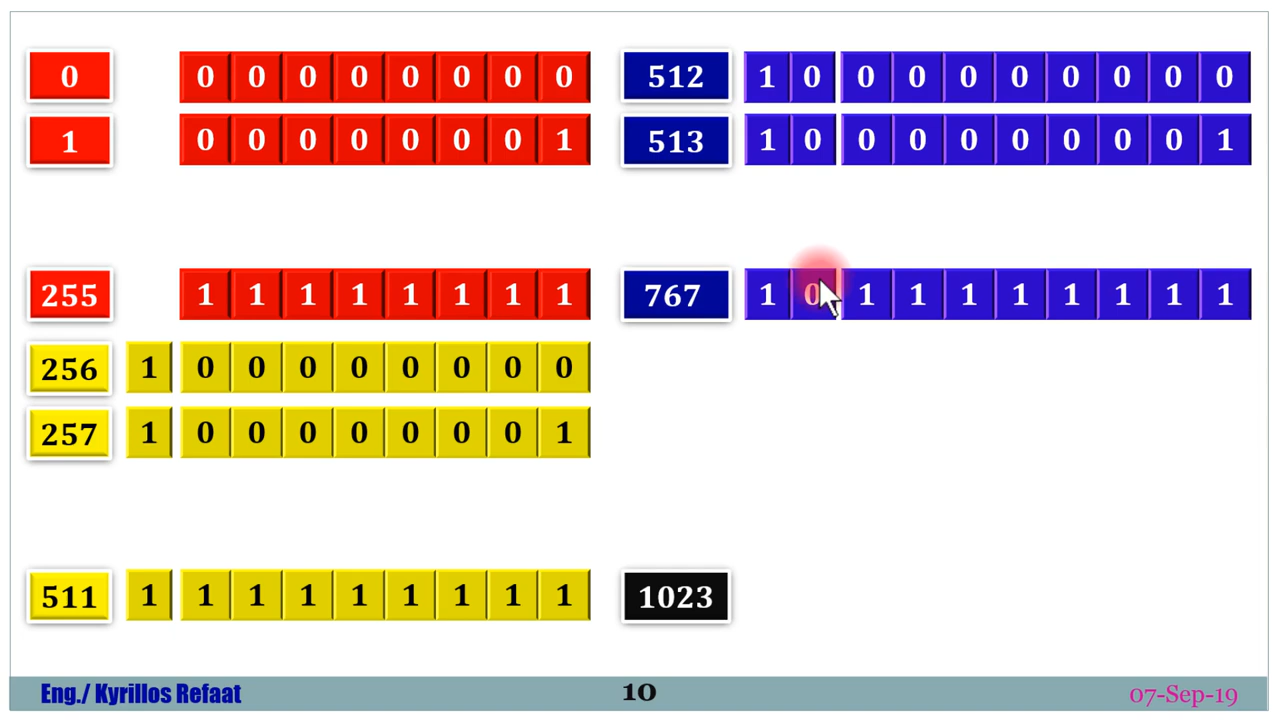 0 0 0 0 0 0 0 0 0
1 0 0 0 0 0 0 0 1
255 1 1 1 1 1 1 1 1
256 1 0 0 0 0 0 0 0 0
257 1 0 0 0 0 0 0 0 1
511 1 1 1 1 1 1 1 1 1
512 1 0 0 0 0 0 0 0 0 0
513 1 0 0 0 0 0 0 0 0 1
767 1 0 1 1 1 1 1 1 1 1
1023
Eng./ Kyrillos Refaat
10
07-Sep-19